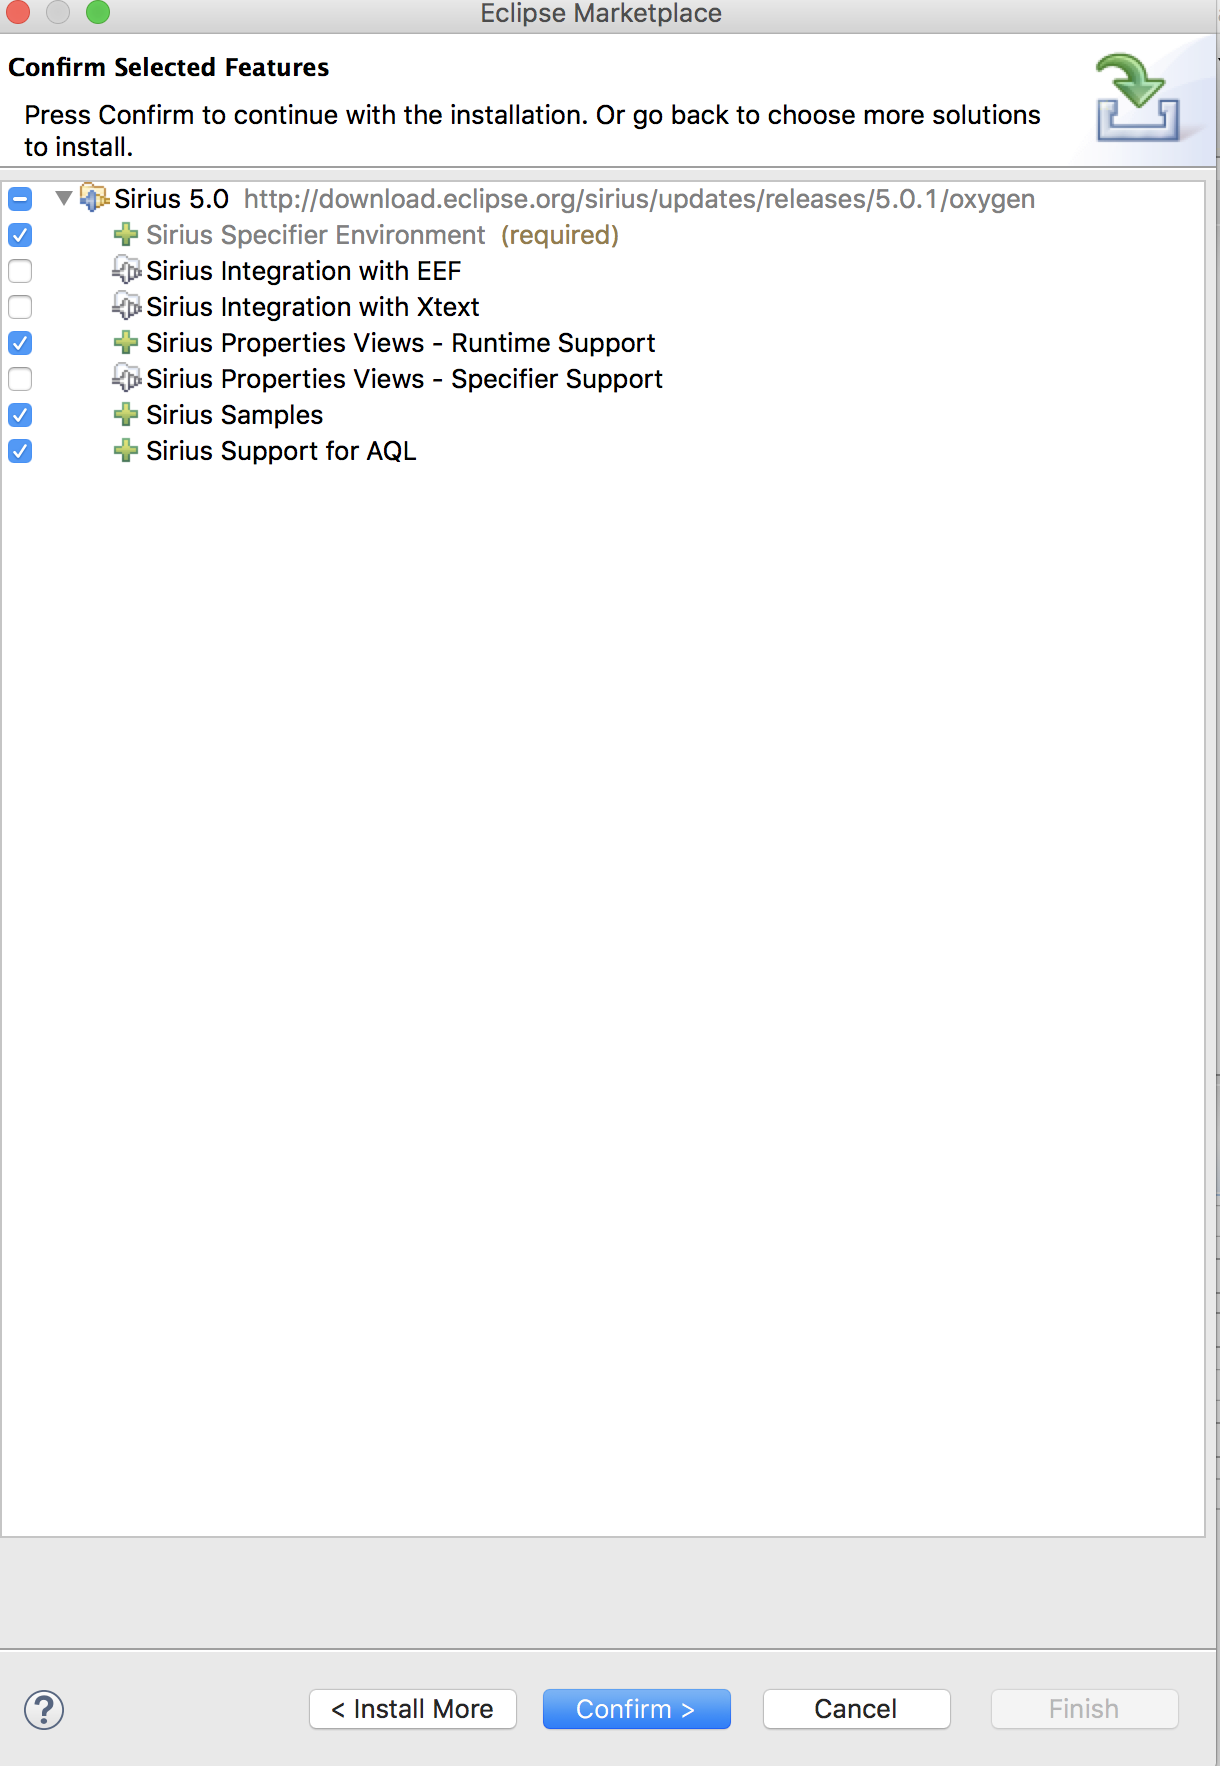 Eclipse Marketplace
Confirm Selected Features
Press Confirm to continue with the installation. Or go back to choose more solutions
to install.
Sirius 5.0 http://download.eclipse.org/sirius/updates/releases/5.0.1/oxygen
Sirius Specifier Environment (required)
Sirius Integration with EEF
Sirius Integration with Xtext
Sirius Properties Views - Runtime Support
Sirius Properties Views - Specifier Support
Sirius Samples
Sirius Support for AQL
?
< Install More
Confirm >
Cancel
Finish